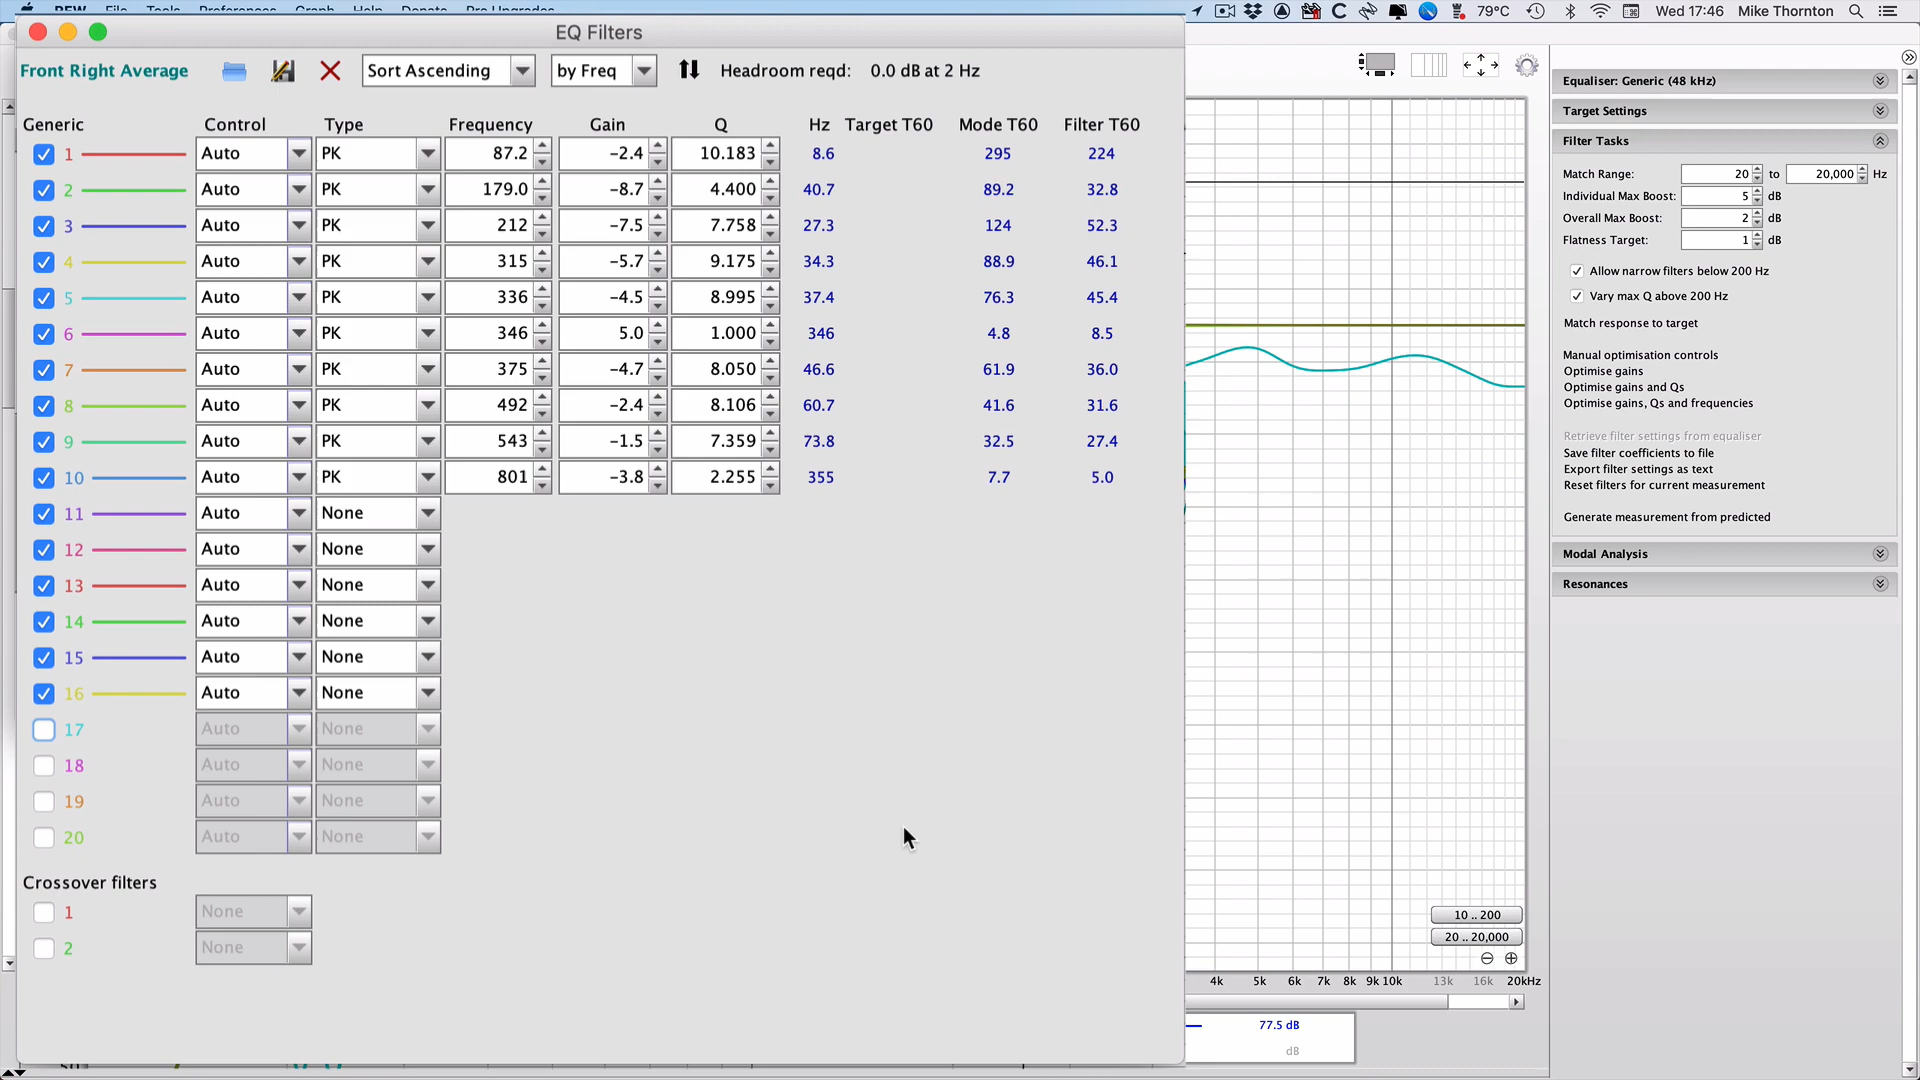 REW File Tools Preferences Graph Help Donate Pro Upgrades
79°C Wed 17:46 Mike Thornton
EQ Filters
Front Right Average Sort Ascending by Freq Headroom reqd: 0.0 dB at 2 Hz
Generic Control Type Frequency Gain Q Hz Target T60 Mode T60 Filter T60
1 Auto PK 87.2 -2.4 10.183 8.6 295 224
2 Auto PK 179.0 -8.7 4.400 40.7 89.2 32.8
3 Auto PK 212 -7.5 7.758 27.3 124 52.3
4 Auto PK 315 -5.7 9.175 34.3 88.9 46.1
5 Auto PK 336 -4.5 8.995 37.4 76.3 45.4
6 Auto PK 346 5.0 1.000 346 4.8 8.5
7 Auto PK 375 -4.7 8.050 46.6 61.9 36.0
8 Auto PK 492 -2.4 8.106 60.7 41.6 31.6
9 Auto PK 543 -1.5 7.359 73.8 32.5 27.4
10 Auto PK 801 -3.8 2.255 355 7.7 5.0
11 Auto None
12 Auto None
13 Auto None
14 Auto None
15 Auto None
16 Auto None
17 Auto None
18 Auto None
19 Auto None
20 Auto None
Crossover filters
1 None
2 None
Equaliser: Generic (48 kHz)
Target Settings
Filter Tasks
Match Range: 20 to 20,000 Hz
Individual Max Boost: 5 dB
Overall Max Boost: 2 dB
Flatness Target: 1 dB
Allow narrow filters below 200 Hz
Vary max Q above 200 Hz
Match response to target
Manual optimisation controls
Optimise gains
Optimise gains and Qs
Optimise gains, Qs and frequencies
Retrieve filter settings from equaliser
Save filter coefficients to file
Export filter settings as text
Reset filters for current measurement
Generate measurement from predicted
Modal Analysis
Resonances
10 .. 200
20 .. 20,000
4k 5k 6k 7k 8k 9k 10k 13k 16k 20kHz
77.5 dB
dB